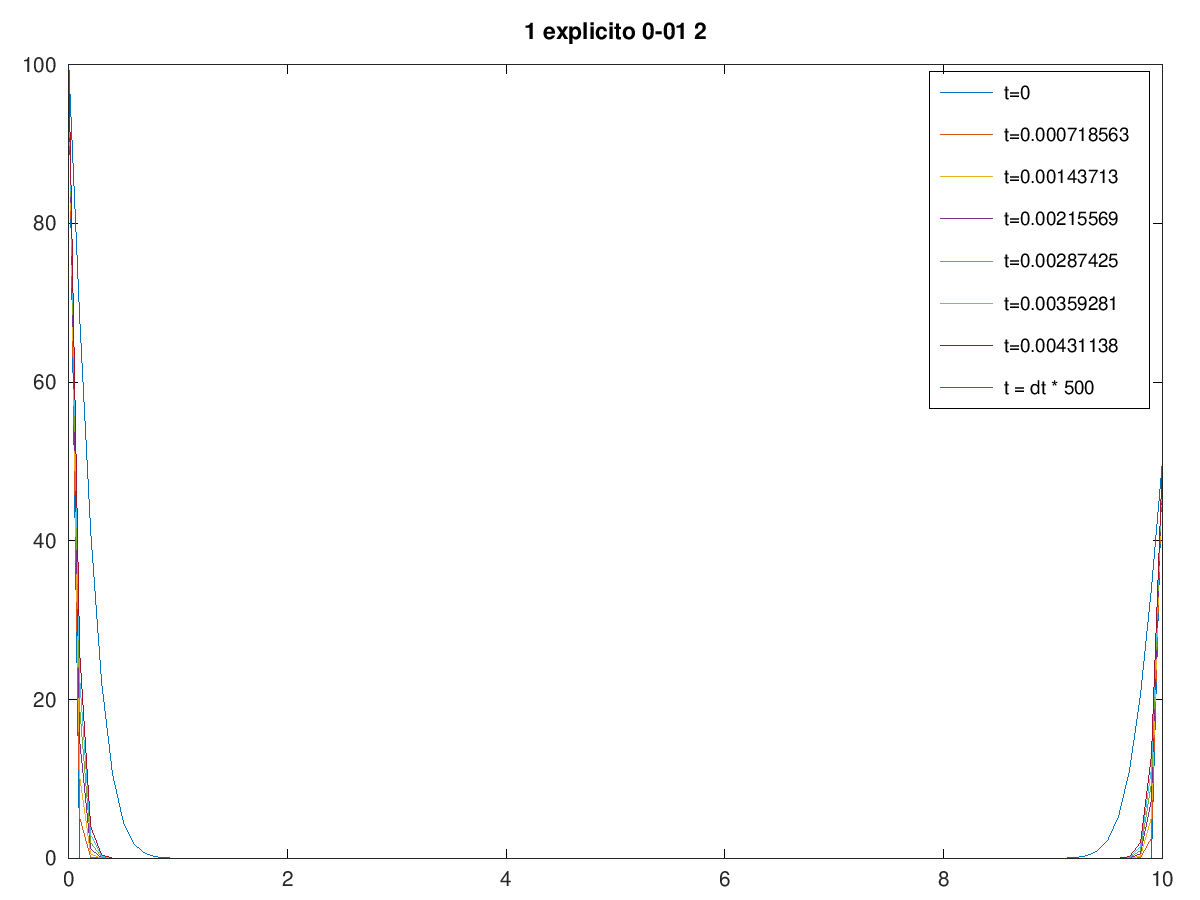 1 explicito 0-01 2
100
80
60
40
20
0
0 2 4 6 8 10
t=0
t=0.000718563
t=0.00143713
t=0.00215569
t=0.00287425
t=0.00359281
t=0.00431138
t = dt * 500